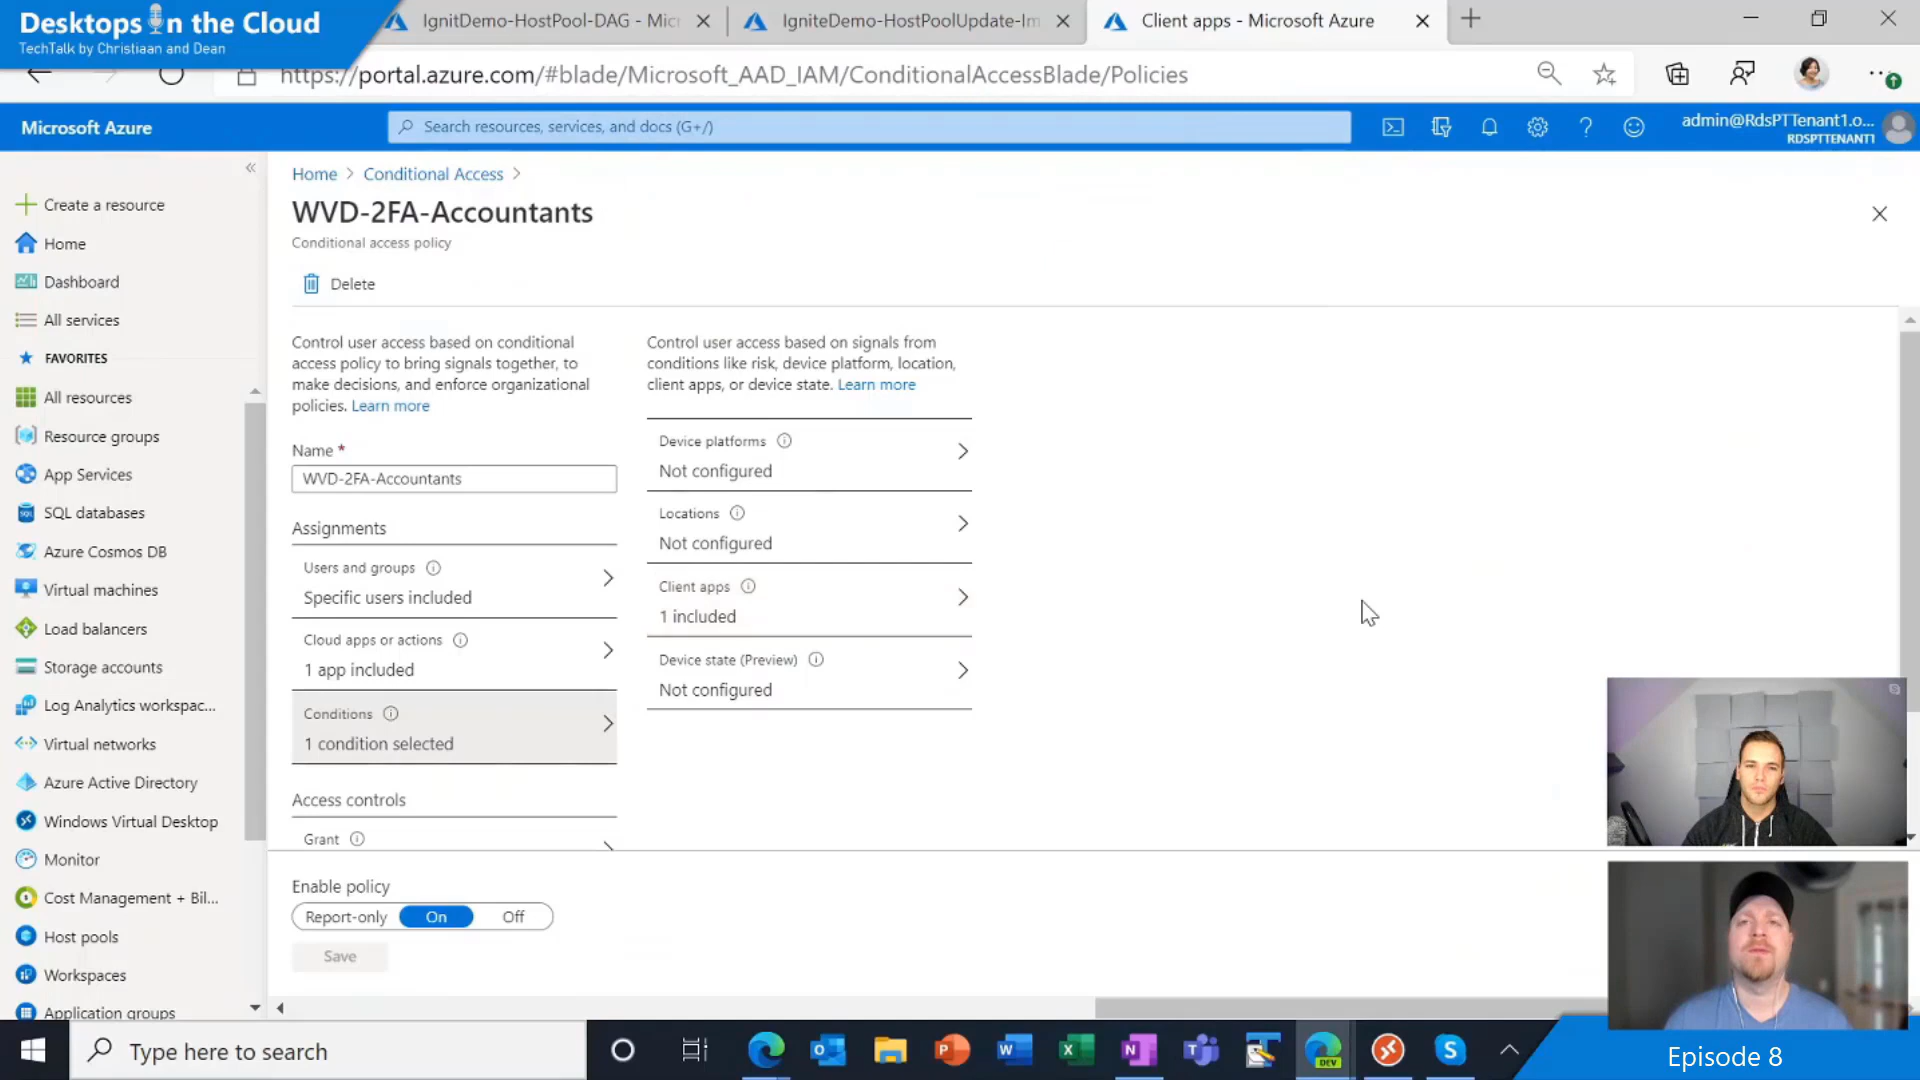 Desktops in the Cloud
TechTalk by Christiaan and Dean
IgnitDemo-HostPool-DAG - Micr
IgniteDemo-HostPoolUpdate-Im
Client apps - Microsoft Azure
https://portal.azure.com/#blade/Microsoft_AAD_IAM/ConditionalAccessBlade/Policies
Microsoft Azure
Search resources, services, and docs (G+/)
admin@RdsPTTenant1.o...
RDSPTTENANT1
Create a resource
Home
Dashboard
All services
FAVORITES
All resources
Resource groups
App Services
SQL databases
Azure Cosmos DB
Virtual machines
Load balancers
Storage accounts
Log Analytics workspac...
Virtual networks
Azure Active Directory
Windows Virtual Desktop
Monitor
Cost Management + Bil...
Host pools
Workspaces
Application groups
Home > Conditional Access >
WVD-2FA-Accountants
Conditional access policy
Delete
Control user access based on conditional
access policy to bring signals together, to
make decisions, and enforce organizational
policies. Learn more
Name *
WVD-2FA-Accountants
Assignments
Users and groups
Specific users included
Cloud apps or actions
1 app included
Conditions
1 condition selected
Access controls
Grant
Enable policy
Report-only On Off
Save
Control user access based on signals from
conditions like risk, device platform, location,
client apps, or device state. Learn more
Device platforms
Not configured
Locations
Not configured
Client apps
1 included
Device state (Preview)
Not configured
Type here to search
DEV
Episode 8